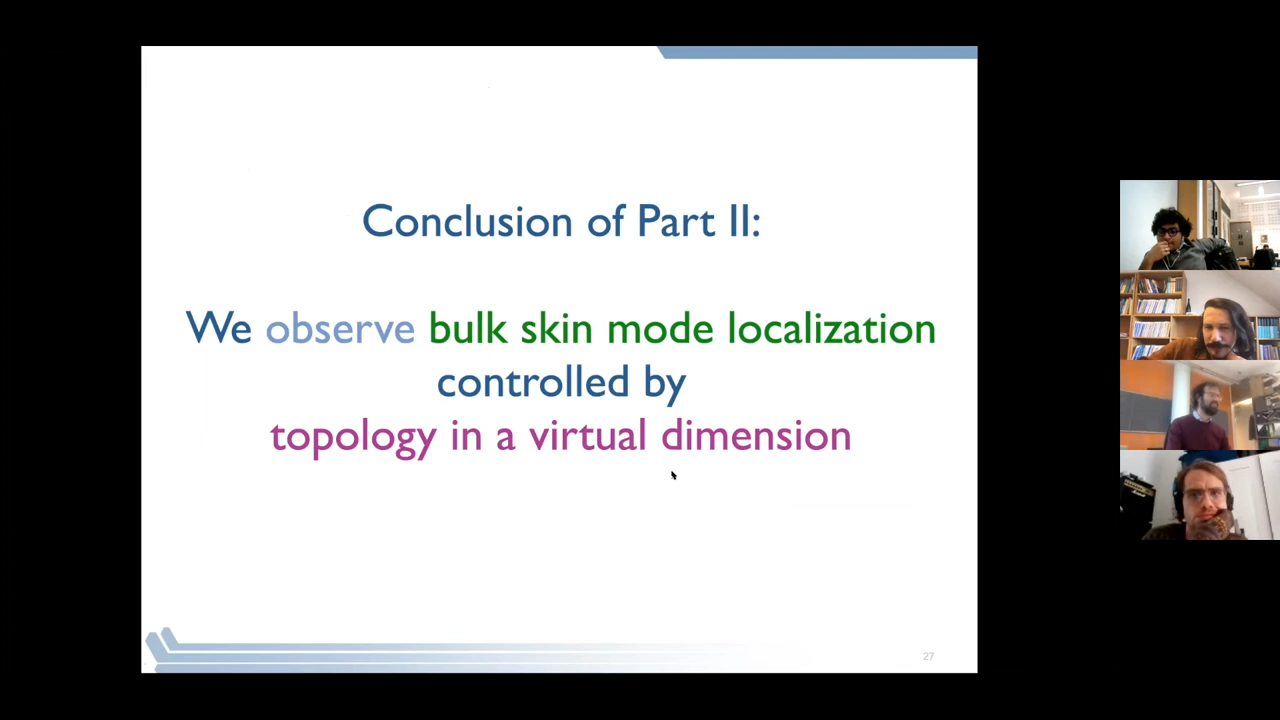 Conclusion of Part II:
We observe bulk skin mode localization
controlled by
topology in a virtual dimension
27